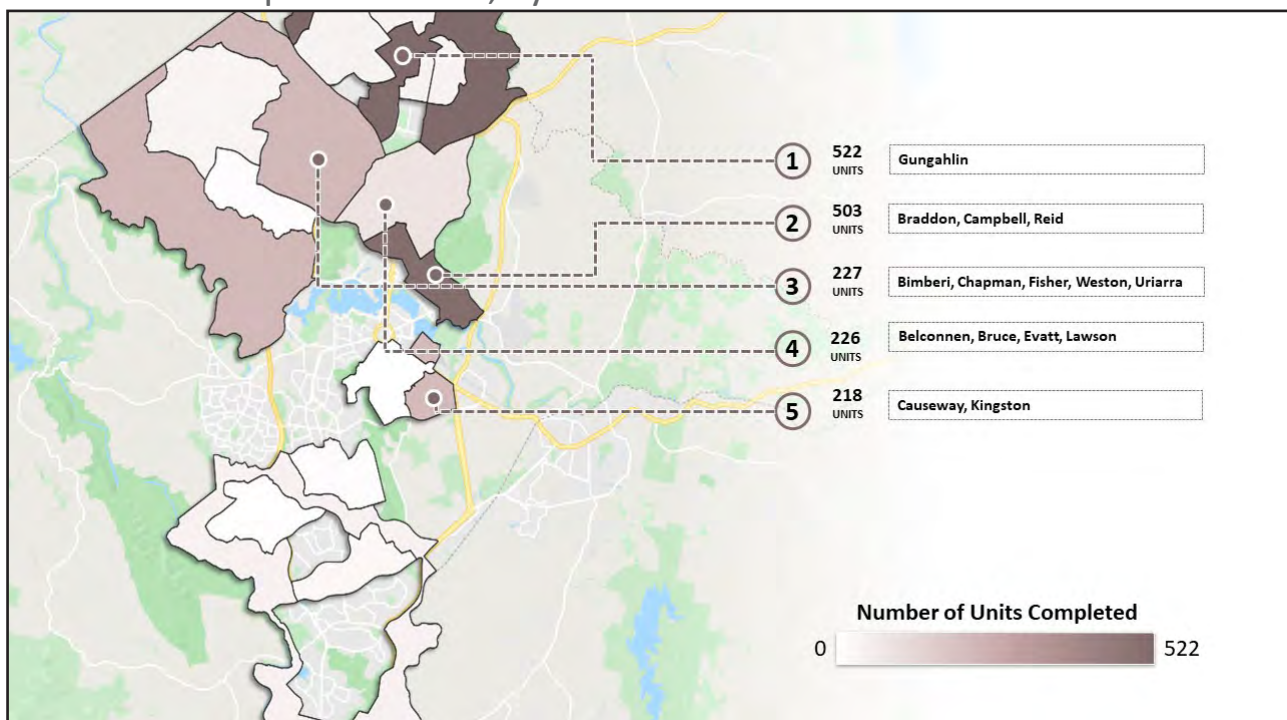 1 522 UNITS Gungahlin
2 503 UNITS Braddon, Campbell, Reid
3 227 UNITS Bimberi, Chapman, Fisher, Weston, Uriarra
4 226 UNITS Belconnen, Bruce, Evatt, Lawson
5 218 UNITS Causeway, Kingston
Number of Units Completed
0 522